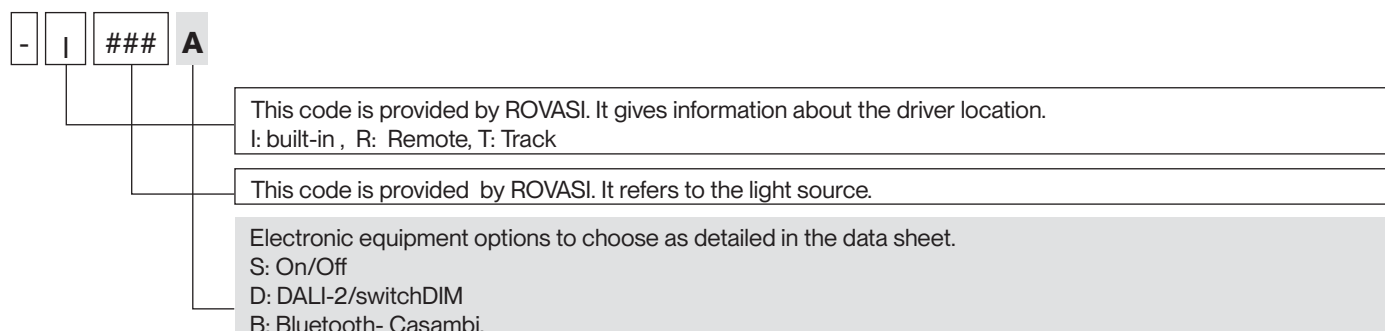 - I ### A
This code is provided by ROVASI. It gives information about the driver location.
I: built-in , R: Remote, T: Track
This code is provided by ROVASI. It refers to the light source.
Electronic equipment options to choose as detailed in the data sheet.
S: On/Off
D: DALI-2/switchDIM
B: Bluetooth- Casambi.